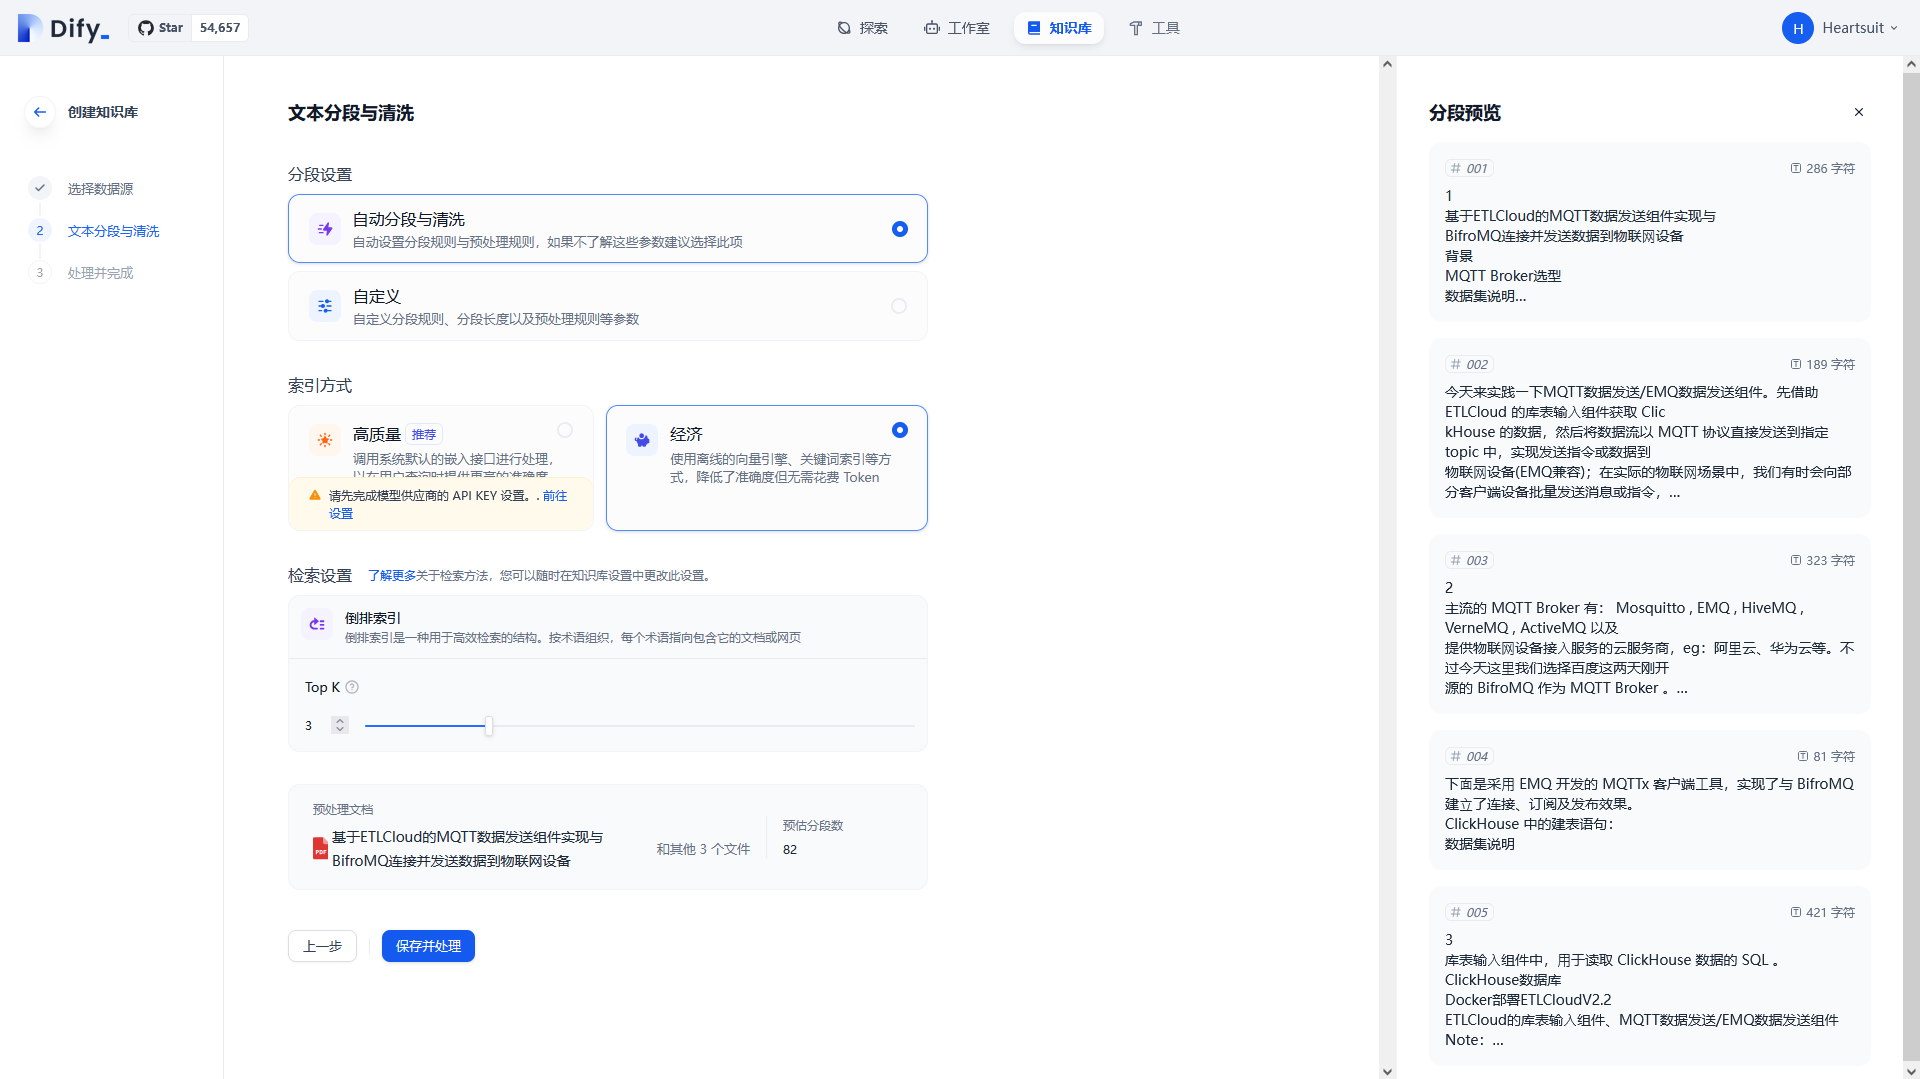 Dify_
Star 54,657
探索
工作室
知识库
工具
H
Heartsuit
创建知识库
选择数据源
2 文本分段与清洗
3 处理并完成
文本分段与清洗
分段设置
自动分段与清洗
自动设置分段规则与预处理规则，如果不了解这些参数建议选择此项
自定义
自定义分段规则、分段长度以及预处理规则等参数
索引方式
高质量 推荐
调用系统默认的嵌入接口进行处理，
以在用户查询时提供更高的准确度
请先完成模型供应商的 API KEY 设置。. 前往
设置
经济
使用离线的向量引擎、关键词索引等方
式，降低了准确度但无需花费 Token
检索设置 了解更多关于检索方法，您可以随时在知识库设置中更改此设置。
倒排索引
倒排索引是一种用于高效检索的结构。按术语组织，每个术语指向包含它的文档或网页
Top K
3
预处理文档
PDF
基于ETLCloud的MQTT数据发送组件实现与
BifroMQ连接并发送数据到物联网设备
和其他 3 个文件
预估分段数
82
上一步
保存并处理
分段预览
# 001
286 字符
1
基于ETLCloud的MQTT数据发送组件实现与
BifroMQ连接并发送数据到物联网设备
背景
MQTT Broker选型
数据集说明...
# 002
189 字符
今天来实践一下MQTT数据发送/EMQ数据发送组件。先借助
ETLCloud 的库表输入组件获取 Clic
kHouse 的数据，然后将数据流以 MQTT 协议直接发送到指定
topic 中，实现发送指令或数据到
物联网设备(EMQ兼容)；在实际的物联网场景中，我们有时会向部
分客户端设备批量发送消息或指令，...
# 003
323 字符
2
主流的 MQTT Broker 有： Mosquitto , EMQ , HiveMQ ,
VerneMQ , ActiveMQ 以及
提供物联网设备接入服务的云服务商，eg：阿里云、华为云等。不
过今天这里我们选择百度这两天刚开
源的 BifroMQ 作为 MQTT Broker 。...
# 004
81 字符
下面是采用 EMQ 开发的 MQTTx 客户端工具，实现了与 BifroMQ
建立了连接、订阅及发布效果。
ClickHouse 中的建表语句：
数据集说明
# 005
421 字符
3
库表输入组件中，用于读取 ClickHouse 数据的 SQL 。
ClickHouse数据库
Docker部署ETLCloudV2.2
ETLCloud的库表输入组件、MQTT数据发送/EMQ数据发送组件
Note：...